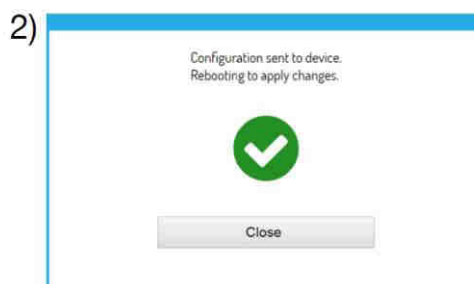 2)
Configuration sent to device.
Rebooting to apply changes.
Close